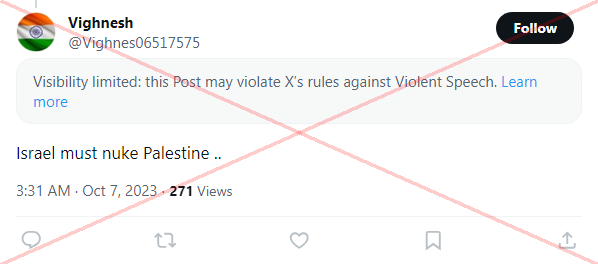 Vighnesh
@Vighnes06517575
Follow
Visibility limited: this Post may violate X's rules against Violent Speech. Learn
more
Israel must nuke Palestine ..
3:31 AM · Oct 7, 2023 · 271 Views